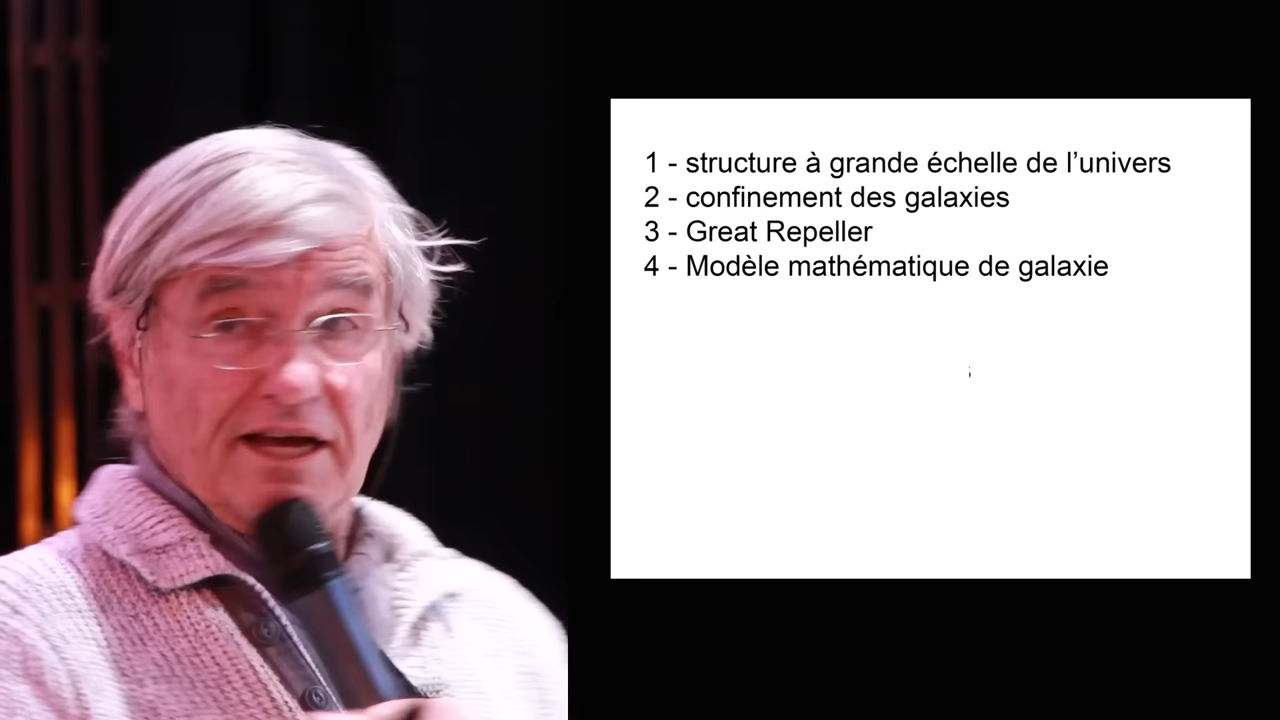 1 - structure à grande échelle de l’univers
2 - confinement des galaxies
3 - Great Repeller
4 - Modèle mathématique de galaxie